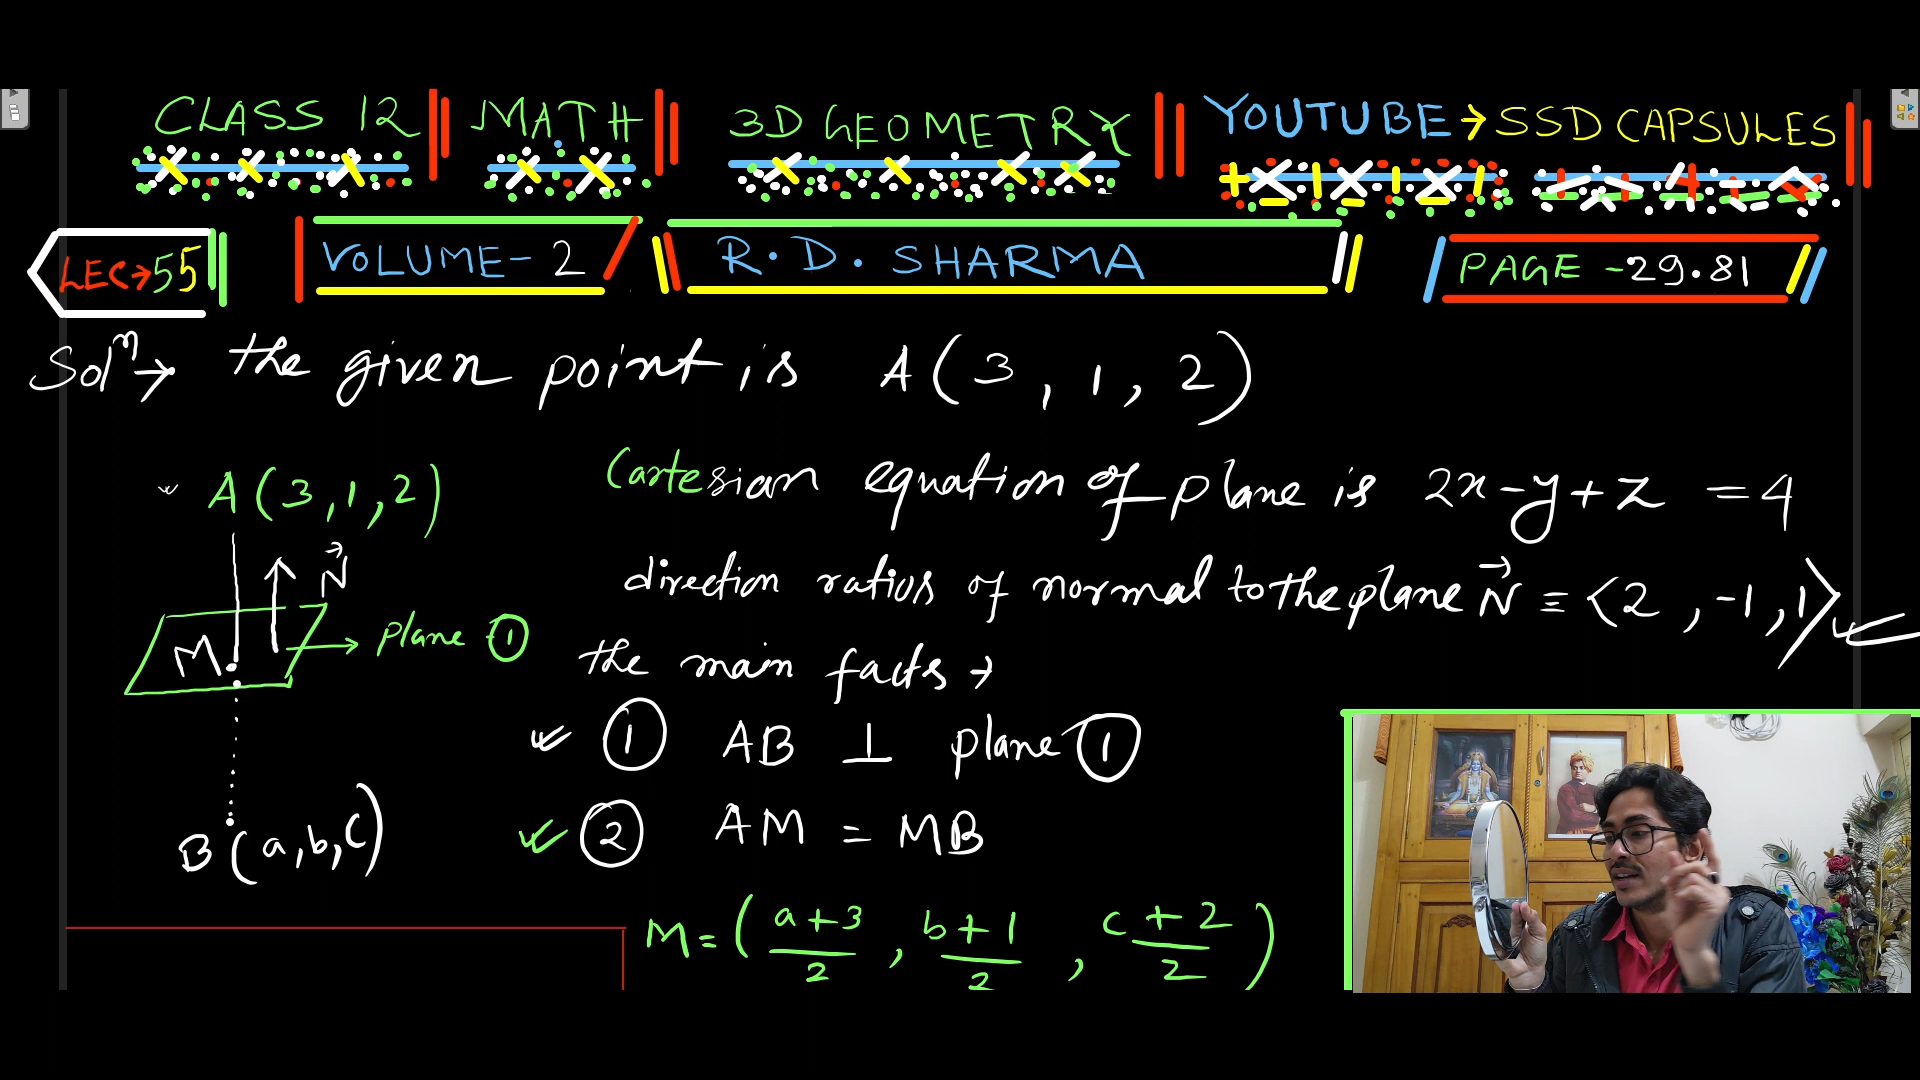 CLASS 12 || MATH || 3D GEOMETRY || YOUTUBE → SSD CAPSULES ||
LEC→55 || VOLUME-2 / R.D. SHARMA PAGE -29.81
Solⁿ → the given point is A(3, 1, 2)
A(3,1,2)
Cartesian equation of plane is 2x-y+z = 4
N⃗
direction ratios of normal to the plane N⃗ ≡ <2, -1, 1>
M
plane ①
the main facts →
① AB ⊥ plane ①
② AM = MB
B(a,b,c)
M = (a+3/2, b+1/2, c+2/2)